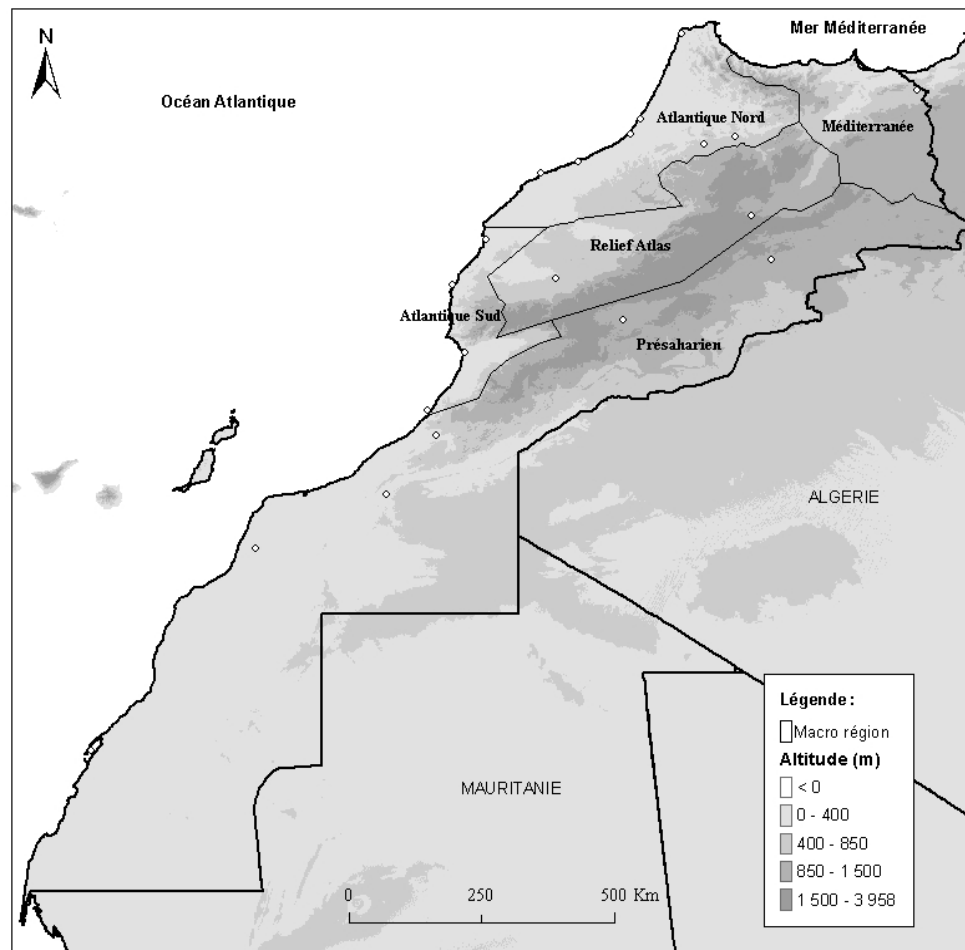 Mer Méditerranée
N
Océan Atlantique
Atlantique Nord
Méditerranée
Relief Atlas
Atlantique Sud
Présaharien
ALGERIE
MAURITANIE
Légende :
Macro région
Altitude (m)
< 0
0 - 400
400 - 850
850 - 1 500
1 500 - 3 958
0 250 500 Km